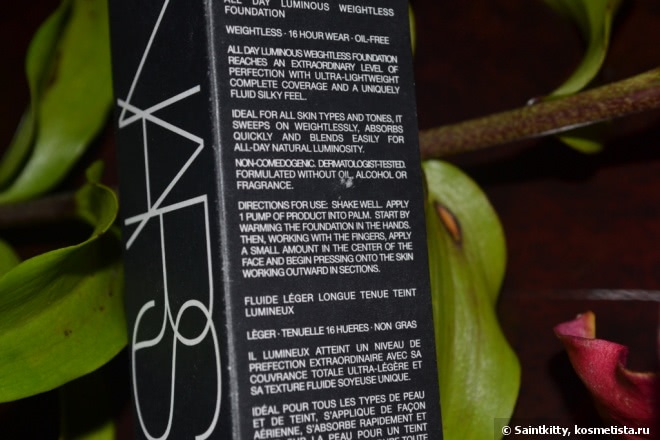 NARS
ALL DAY LUMINOUS WEIGHTLESS
FOUNDATION
WEIGHTLESS · 16 HOUR WEAR · OIL-FREE
ALL DAY LUMINOUS WEIGHTLESS FOUNDATION
REACHES AN EXTRAORDINARY LEVEL OF
PERFECTION WITH ULTRA-LIGHTWEIGHT
COMPLETE COVERAGE AND A UNIQUELY
FLUID SILKY FEEL.
IDEAL FOR ALL SKIN TYPES AND TONES, IT
SWEEPS ON WEIGHTLESSLY, ABSORBS
QUICKLY AND BLENDS EASILY FOR
ALL-DAY NATURAL LUMINOSITY.
NON-COMEDOGENIC. DERMATOLOGIST-TESTED.
FORMULATED WITHOUT OIL, ALCOHOL OR
FRAGRANCE.
DIRECTIONS FOR USE: SHAKE WELL. APPLY
1 PUMP OF PRODUCT INTO PALM. START BY
WARMING THE FOUNDATION IN THE HANDS.
THEN, WORKING WITH THE FINGERS, APPLY
A SMALL AMOUNT IN THE CENTER OF THE
FACE AND BEGIN PRESSING ONTO THE SKIN
WORKING OUTWARD IN SECTIONS.
FLUIDE LÉGER LONGUE TENUE TEINT
LUMINEUX
LÉGER · TENUELLE 16 HUERES · NON GRAS
IL LUMINEUX ATTEINT UN NIVEAU DE
PREFECTION EXTRAORDINAIRE AVEC SA
COUVRANCE TOTALE ULTRA-LÉGÈRE ET
SA TEXTURE FLUIDE SOYEUSE UNIQUE.
IDÉAL POUR TOUS LES TYPES DE PEAU
ET DE TEINT, S'APPLIQUE DE FAÇON
AÉRIENNE, S'ABSORBE RAPIDEMENT ET
SUR LA PEAU POUR UN TEINT
TOUTE
© Saintkitty, kosmetista.ru